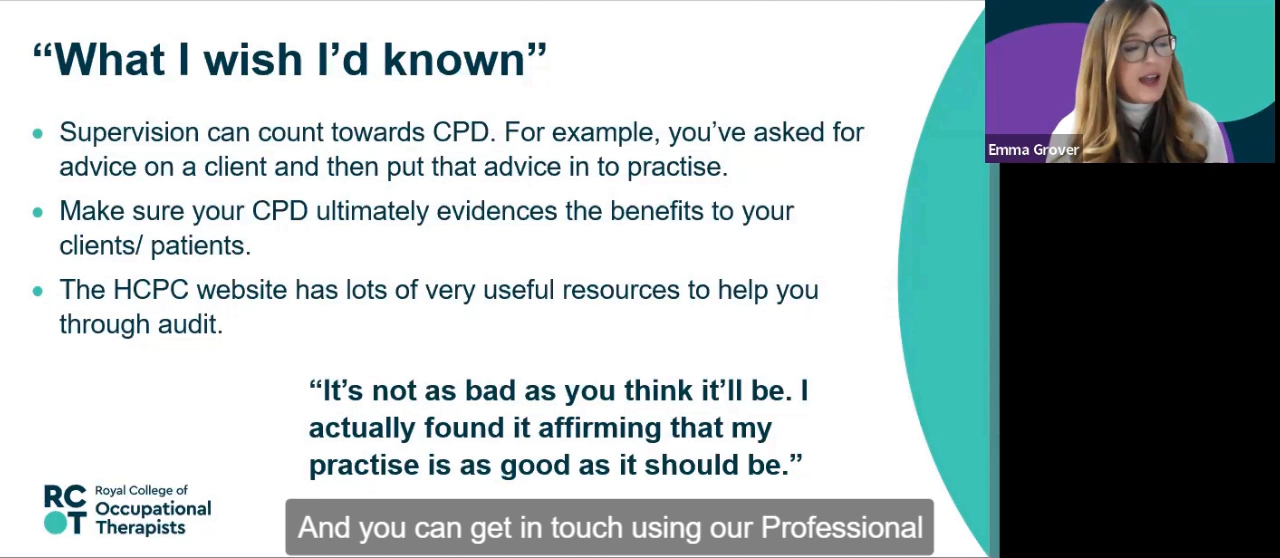 “What I wish I’d known”
• Supervision can count towards CPD. For example, you’ve asked for
advice on a client and then put that advice in to practise.
• Make sure your CPD ultimately evidences the benefits to your
clients/ patients.
• The HCPC website has lots of very useful resources to help you
through audit.
“It’s not as bad as you think it’ll be. I
actually found it affirming that my
practise is as good as it should be.”
RCOT
Royal College of
Occupational
Therapists
And you can get in touch using our Professional
Emma Grover